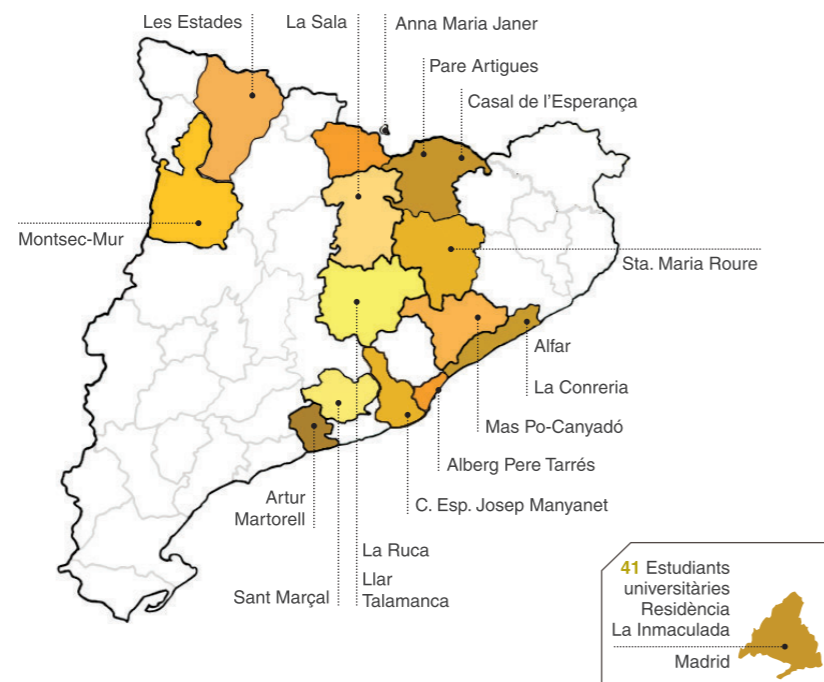 Les Estades
La Sala
Anna Maria Janer
Pare Artigues
Casal de l'Esperança
Montsec-Mur
Sta. Maria Roure
Alfar
La Conreria
Mas Po-Canyadó
Alberg Pere Tarrés
Artur
Martorell
C. Esp. Josep Manyanet
La Ruca
Llar
Talamanca
Sant Marçal
41 Estudiants
universitàries
Residència
La Inmaculada
Madrid